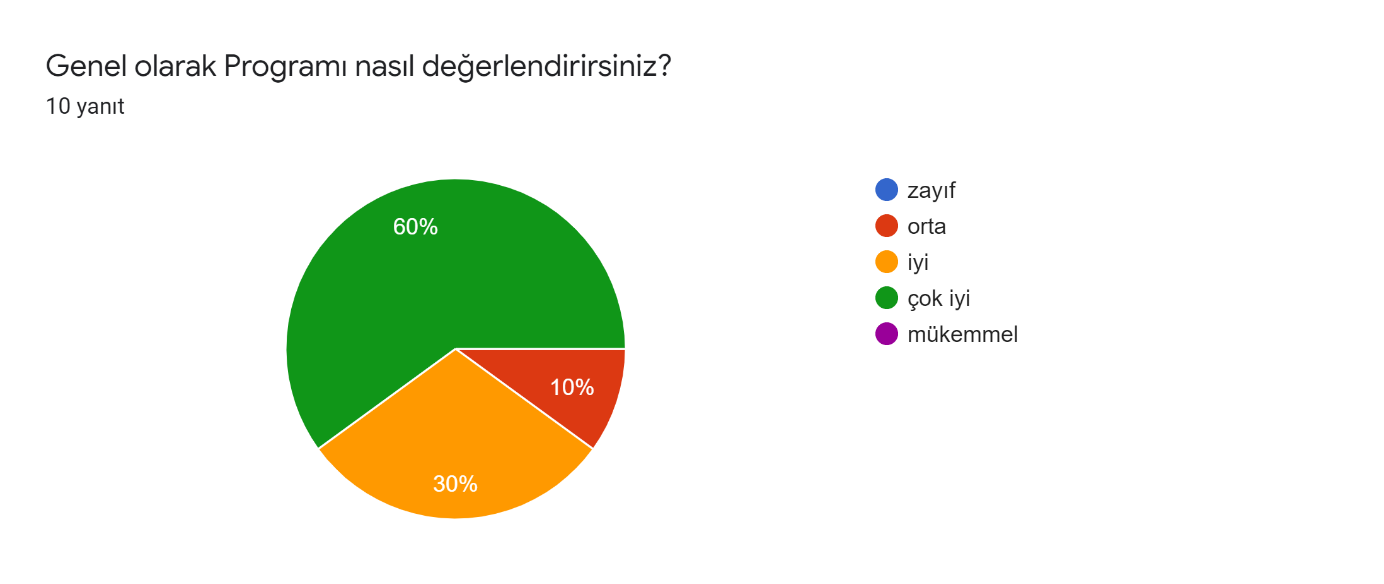 Genel olarak Programı nasıl değerlendirirsiniz?
10 yanıt
60%
10%
30%
zayıf
orta
iyi
çok iyi
mükemmel